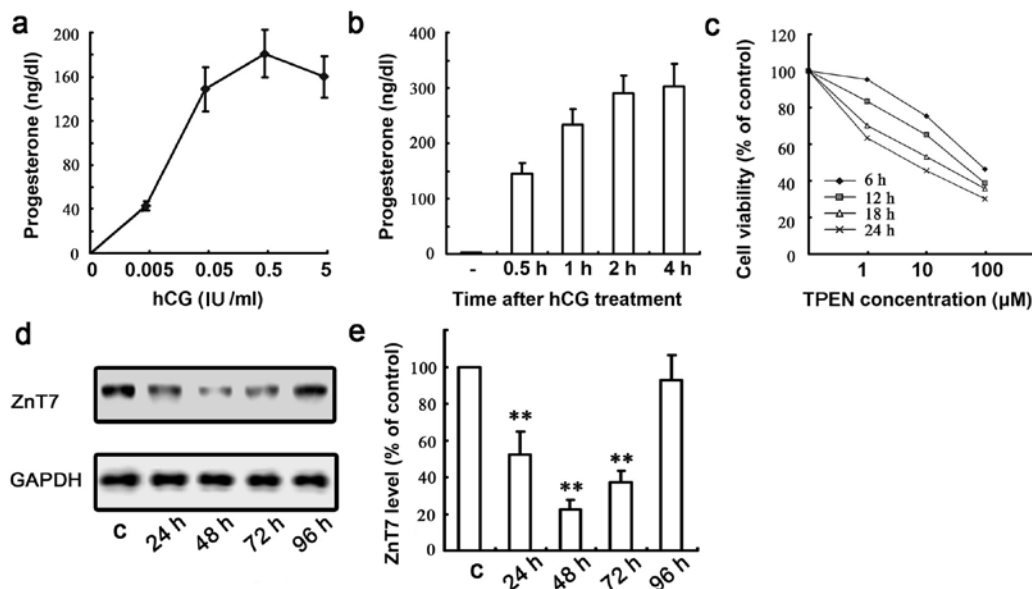 a
Progesterone (ng/dl)
200
160
120
80
40
0
0 0.005 0.05 0.5 5
hCG (IU /ml)
b
Progesterone (ng/dl)
400
300
200
100
0
- 0.5 h 1 h 2 h 4 h
Time after hCG treatment
c
Cell viability (% of control)
120
100
80
60
40
20
0
6 h
12 h
18 h
24 h
1 10 100
TPEN concentration (μM)
d
ZnT7
GAPDH
C 24 h 48 h 72 h 96 h
e
ZnT7 level (% of control)
100
80
60
40
20
0
**
**
**
C 24 h 48 h 72 h 96 h